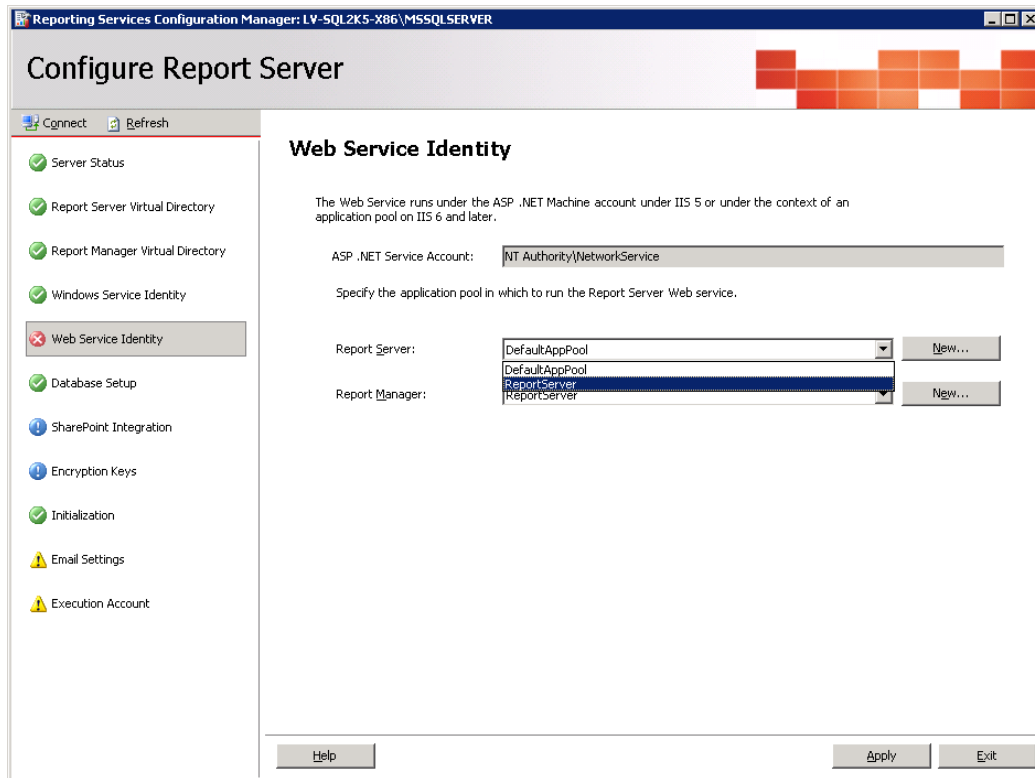 Reporting Services Configuration Manager: LV-SQL2K5-X86\MSSQLSERVER
Configure Report Server
Connect Refresh
Server Status
Report Server Virtual Directory
Report Manager Virtual Directory
Windows Service Identity
Web Service Identity
Database Setup
SharePoint Integration
Encryption Keys
Initialization
Email Settings
Execution Account
Web Service Identity
The Web Service runs under the ASP .NET Machine account under IIS 5 or under the context of an
application pool on IIS 6 and later.
ASP .NET Service Account: NT Authority\NetworkService
Specify the application pool in which to run the Report Server Web service.
Report Server: DefaultAppPool New...
DefaultAppPool
ReportServer
Report Manager: ReportServer New...
Help Apply Exit